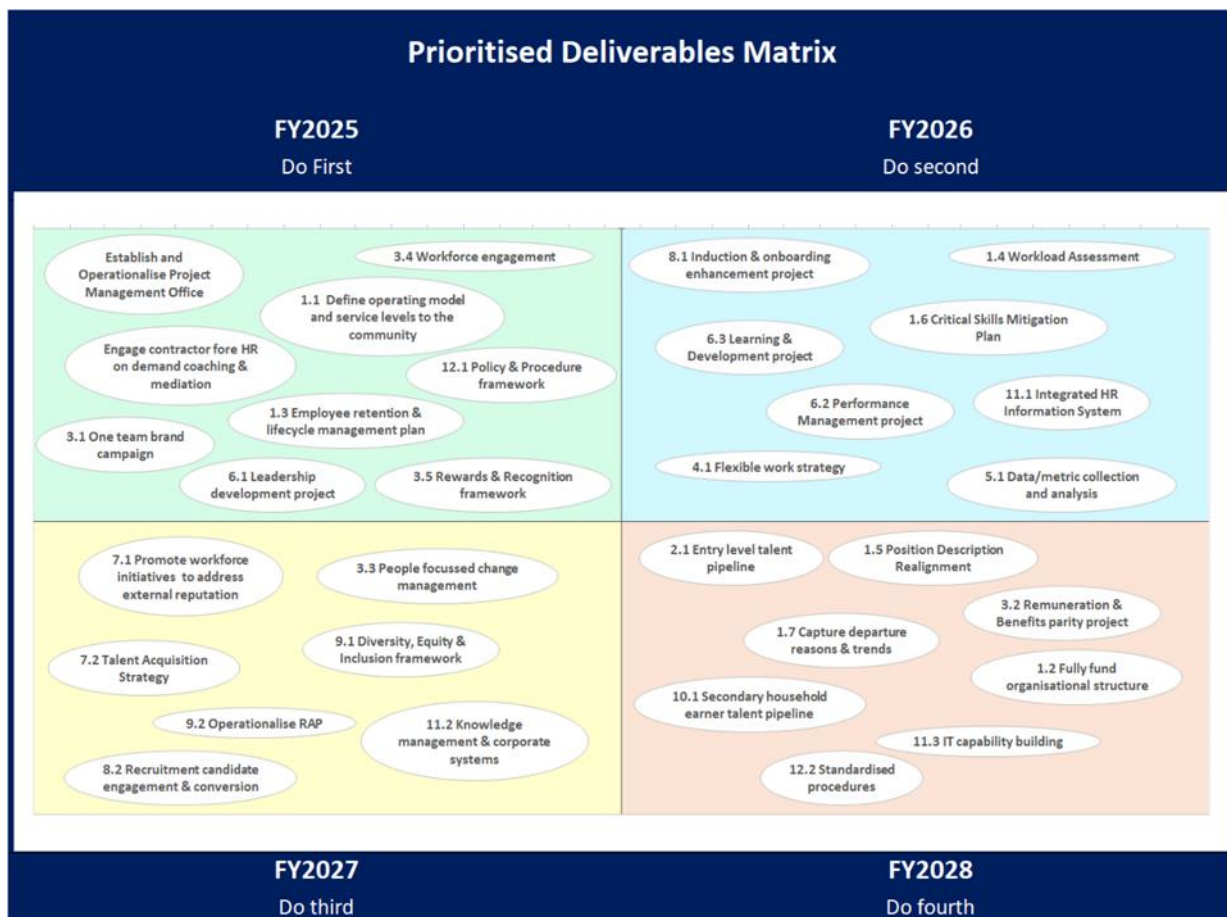 Prioritised Deliverables Matrix
FY2025
Do First
FY2026
Do second
Establish and
Operationalise Project
Management Office
3.4 Workforce engagement
1.1 Define operating model
and service levels to the
community
Engage contractor fore HR
on demand coaching &
mediation
12.1 Policy & Procedure
framework
1.3 Employee retention &
lifecycle management plan
3.1 One team brand
campaign
6.1 Leadership
development project
3.5 Rewards & Recognition
framework
8.1 Induction & onboarding
enhancement project
1.4 Workload Assessment
1.6 Critical Skills Mitigation
Plan
6.3 Learning &
Development project
6.2 Performance
Management project
11.1 Integrated HR
Information System
4.1 Flexible work strategy
5.1 Data/metric collection
and analysis
7.1 Promote workforce
initiatives to address
external reputation
3.3 People focussed change
management
9.1 Diversity, Equity &
Inclusion framework
7.2 Talent Acquisition
Strategy
9.2 Operationalise RAP
11.2 Knowledge
management & corporate
systems
8.2 Recruitment candidate
engagement & conversion
2.1 Entry level talent
pipeline
1.5 Position Description
Realignment
3.2 Remuneration &
Benefits parity project
1.7 Capture departure
reasons & trends
1.2 Fully fund
organisational structure
10.1 Secondary household
earner talent pipeline
11.3 IT capability building
12.2 Standardised
procedures
FY2027
Do third
FY2028
Do fourth